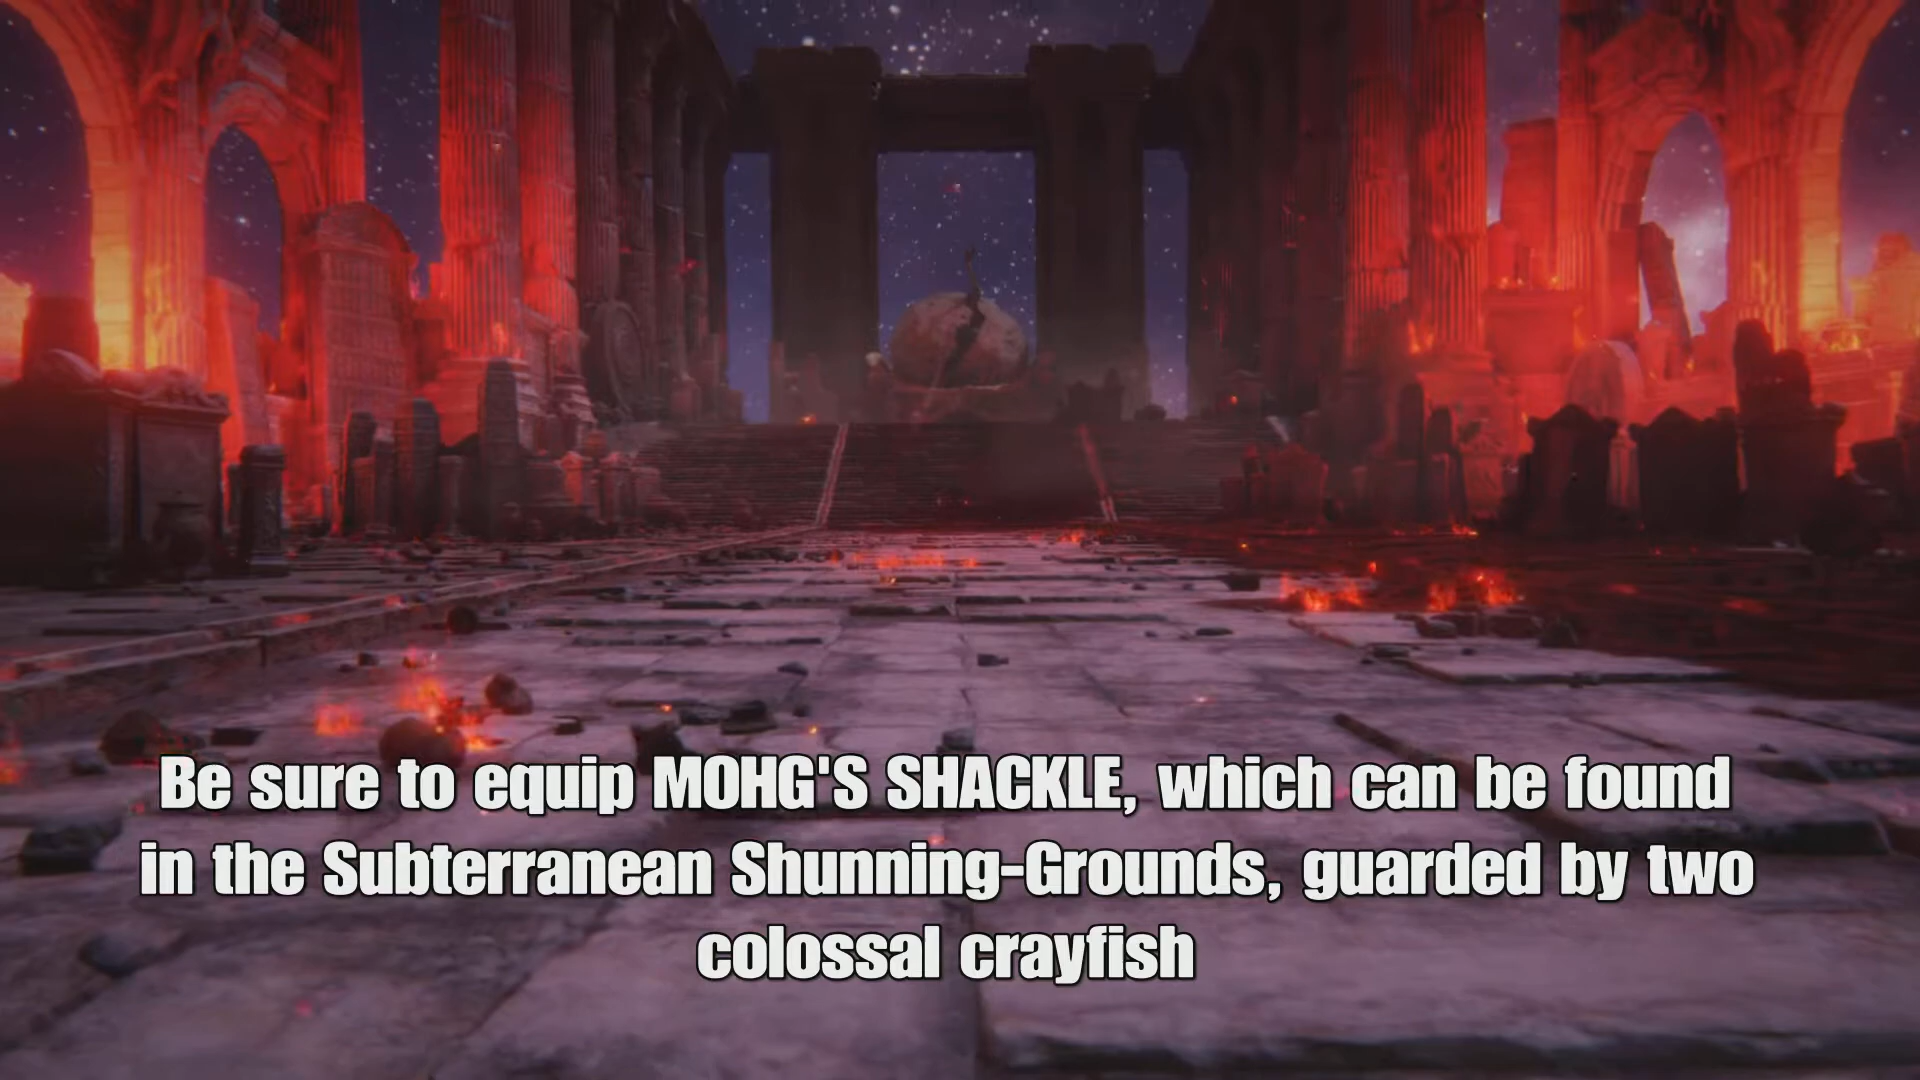 Be sure to equip MOHG'S SHACKLE, which can be found
in the Subterranean Shunning-Grounds, guarded by two
colossal crayfish